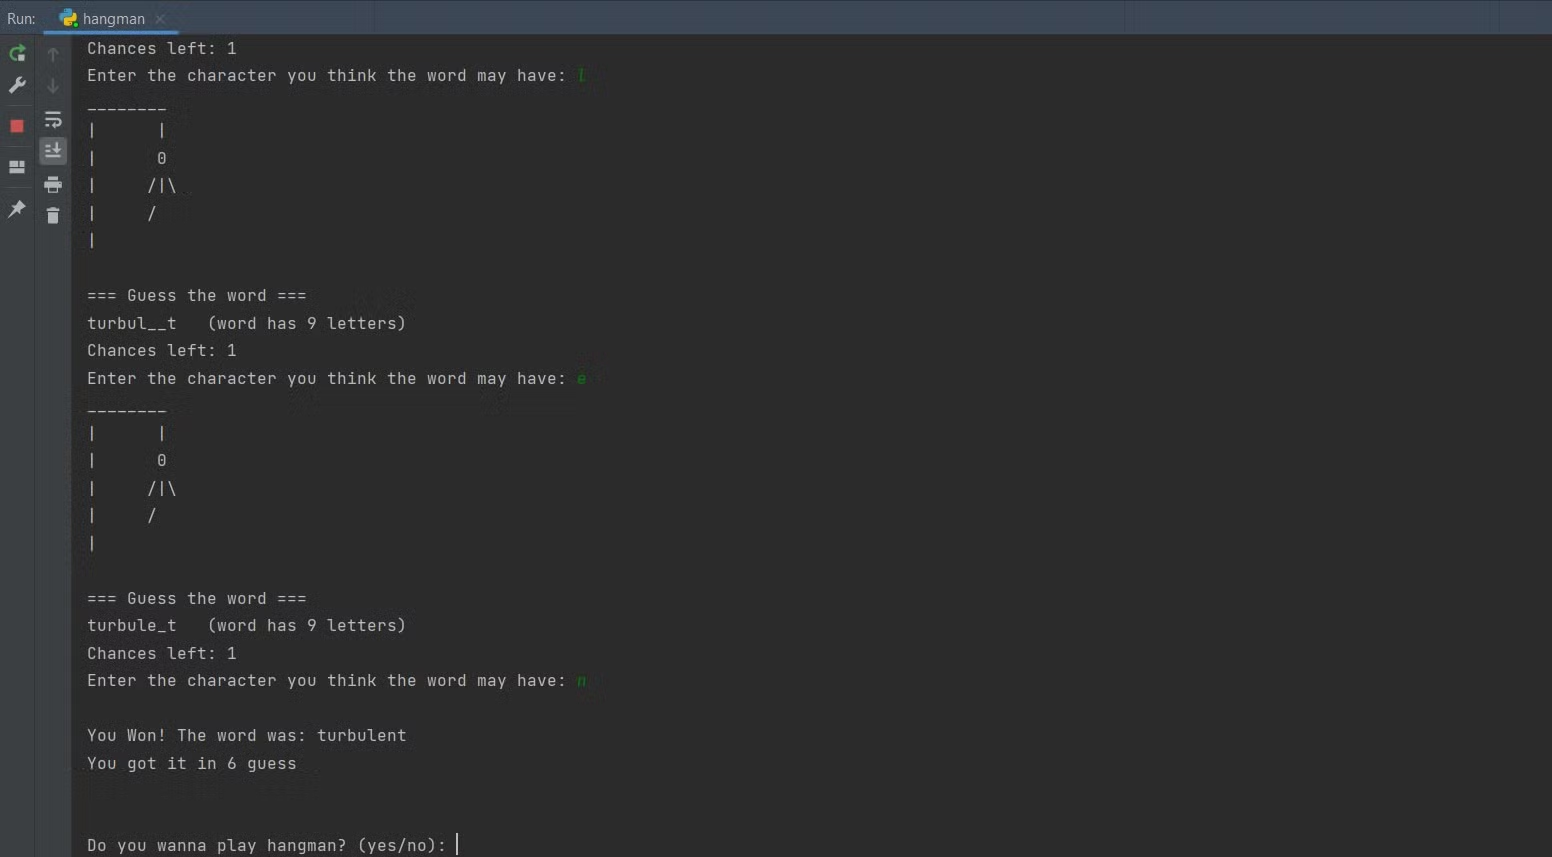 Run: hangman
Chances left: 1
Enter the character you think the word may have: l
________
|      |
|      0
|     /|\
|     /
|
=== Guess the word ===
turbul__t   (word has 9 letters)
Chances left: 1
Enter the character you think the word may have: e
________
|      |
|      0
|     /|\
|     /
|
=== Guess the word ===
turbule_t   (word has 9 letters)
Chances left: 1
Enter the character you think the word may have: n
You Won! The word was: turbulent
You got it in 6 guess
Do you wanna play hangman? (yes/no):